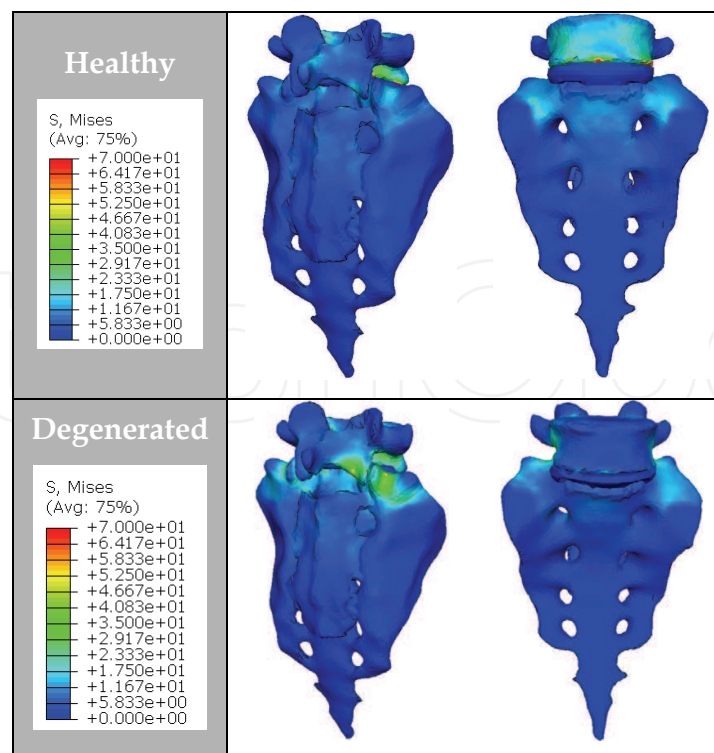 Healthy
S, Mises
(Avg: 75%)
+7.000e+01
+6.417e+01
+5.833e+01
+5.250e+01
+4.667e+01
+4.083e+01
+3.500e+01
+2.917e+01
+2.333e+01
+1.750e+01
+1.167e+01
+5.833e+00
+0.000e+00
Degenerated
S, Mises
(Avg: 75%)
+7.000e+01
+6.417e+01
+5.833e+01
+5.250e+01
+4.667e+01
+4.083e+01
+3.500e+01
+2.917e+01
+2.333e+01
+1.750e+01
+1.167e+01
+5.833e+00
+0.000e+00